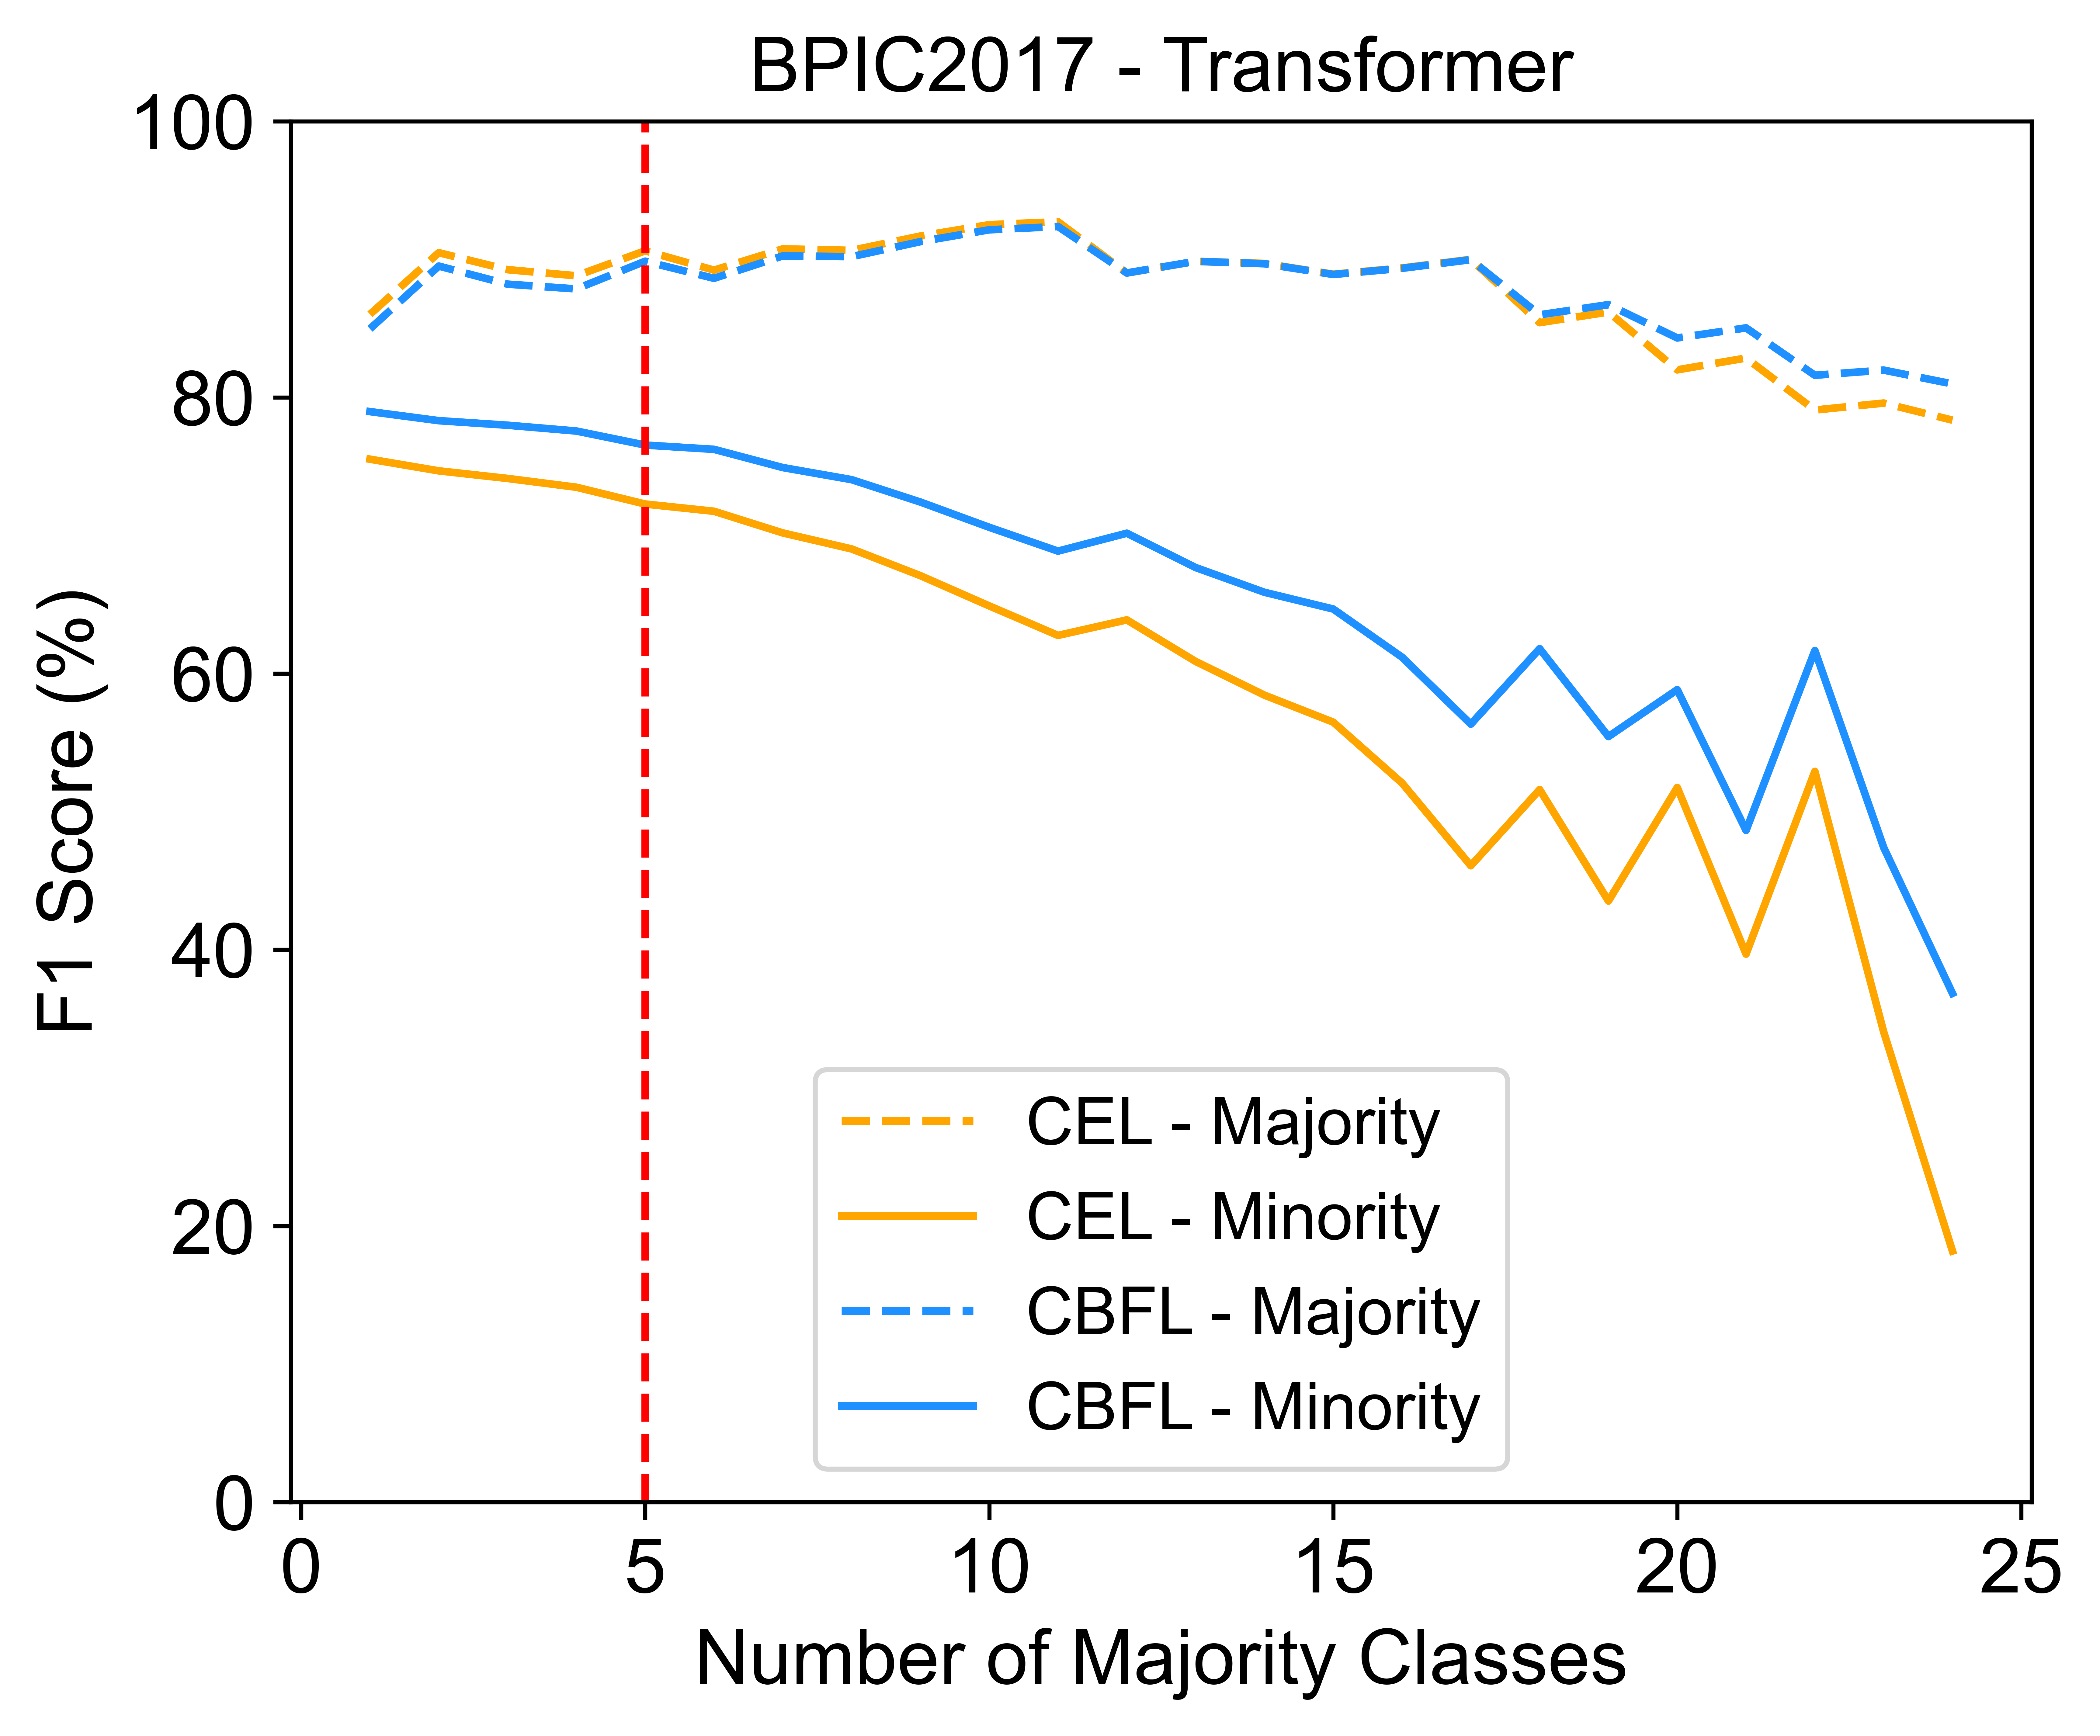 BPIC2017 - Transformer
100
80
60
40
20
0
F1 Score (%)
0 5 10 15 20 25
Number of Majority Classes
CEL - Majority
CEL - Minority
CBFL - Majority
CBFL - Minority